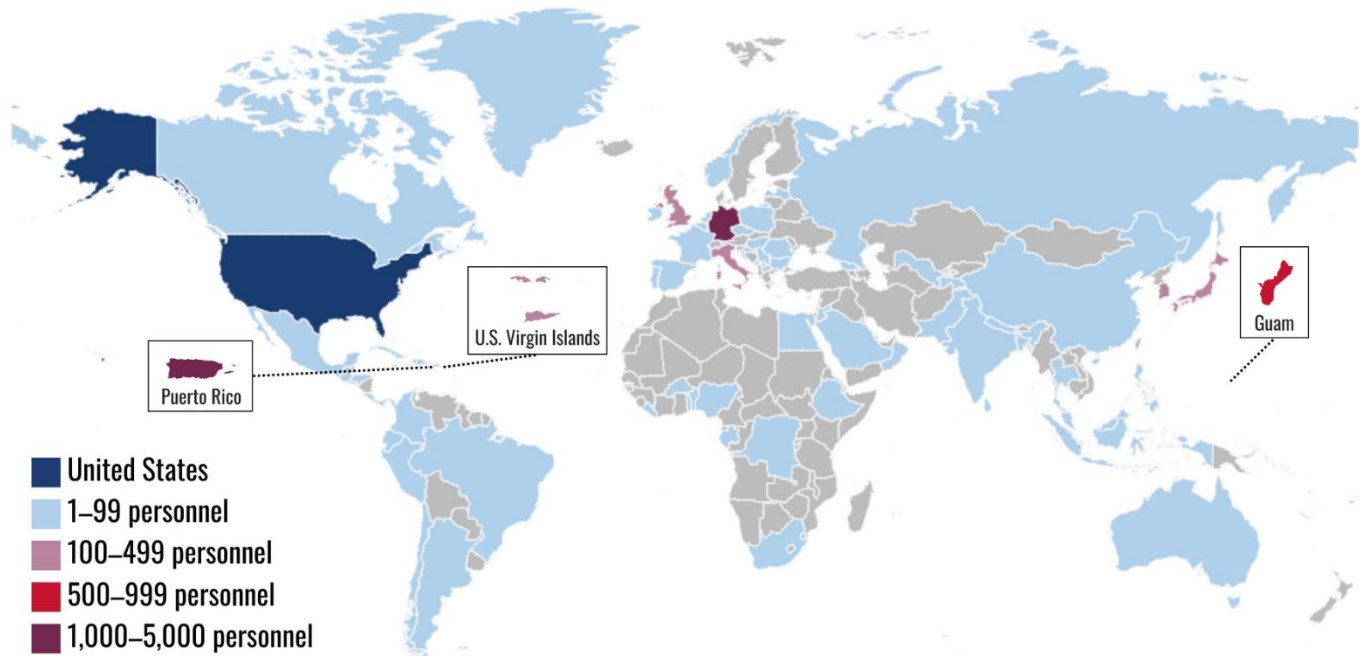 U.S. Virgin Islands
Guam
Puerto Rico
United States
1–99 personnel
100–499 personnel
500–999 personnel
1,000–5,000 personnel